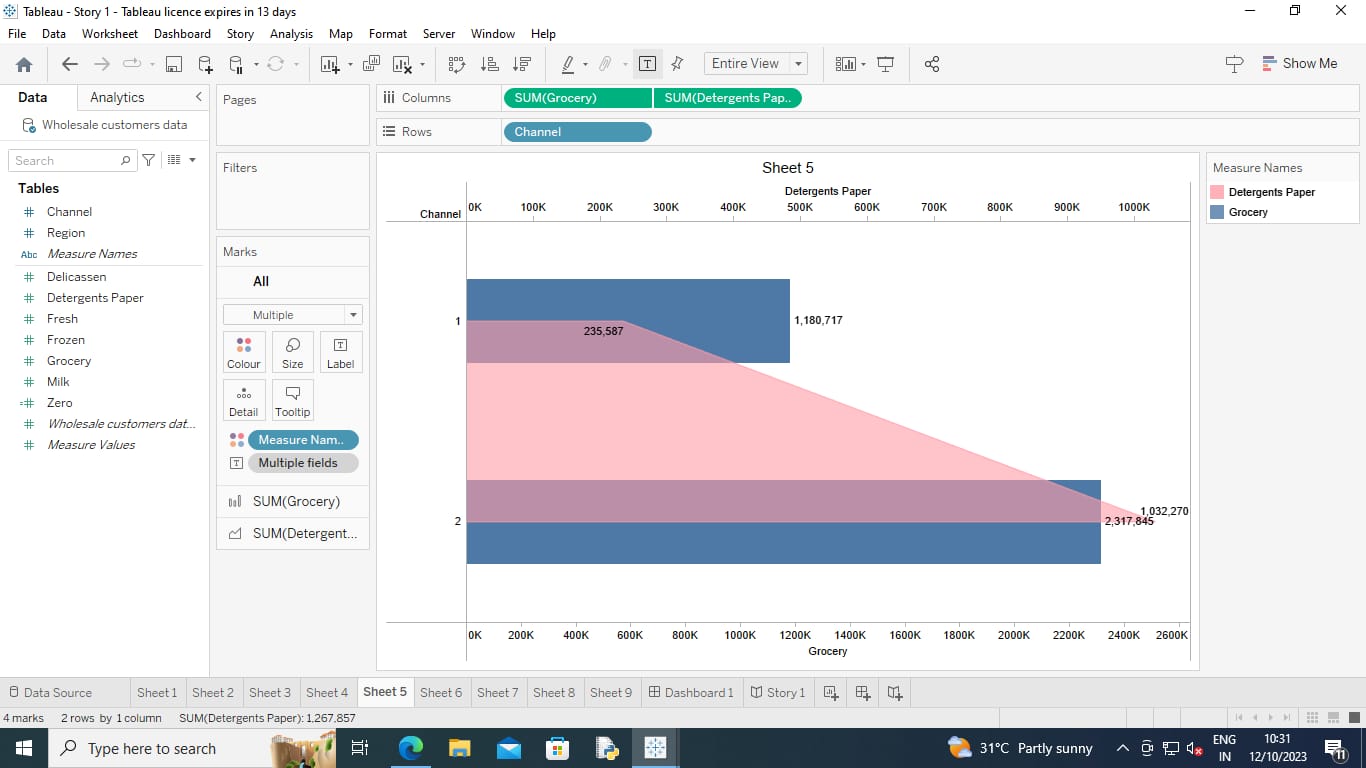 Tableau - Story 1 - Tableau licence expires in 13 days
File Data Worksheet Dashboard Story Analysis Map Format Server Window Help
Entire View
Show Me
Data Analytics
Wholesale customers data
Search
Tables
Channel
Region
Abc Measure Names
Delicassen
Detergents Paper
Fresh
Frozen
Grocery
Milk
Zero
Wholesale customers dat...
Measure Values
Pages
Filters
Marks
All
Multiple
Colour Size Label
Detail Tooltip
Measure Nam..
Multiple fields
SUM(Grocery)
SUM(Detergent...
Columns SUM(Grocery) SUM(Detergents Pap..
Rows Channel
Sheet 5
Detergents Paper
Channel 0K 100K 200K 300K 400K 500K 600K 700K 800K 900K 1000K
1 1,180,717
235,587
1,032,270
2 2,317,845
0K 200K 400K 600K 800K 1000K 1200K 1400K 1600K 1800K 2000K 2200K 2400K 2600K
Grocery
Measure Names
Detergents Paper
Grocery
Data Source Sheet 1 Sheet 2 Sheet 3 Sheet 4 Sheet 5 Sheet 6 Sheet 7 Sheet 8 Sheet 9 Dashboard 1 Story 1
4 marks 2 rows by 1 column SUM(Detergents Paper): 1,267,857
Type here to search
31°C Partly sunny
ENG
IN
10:31
12/10/2023
11